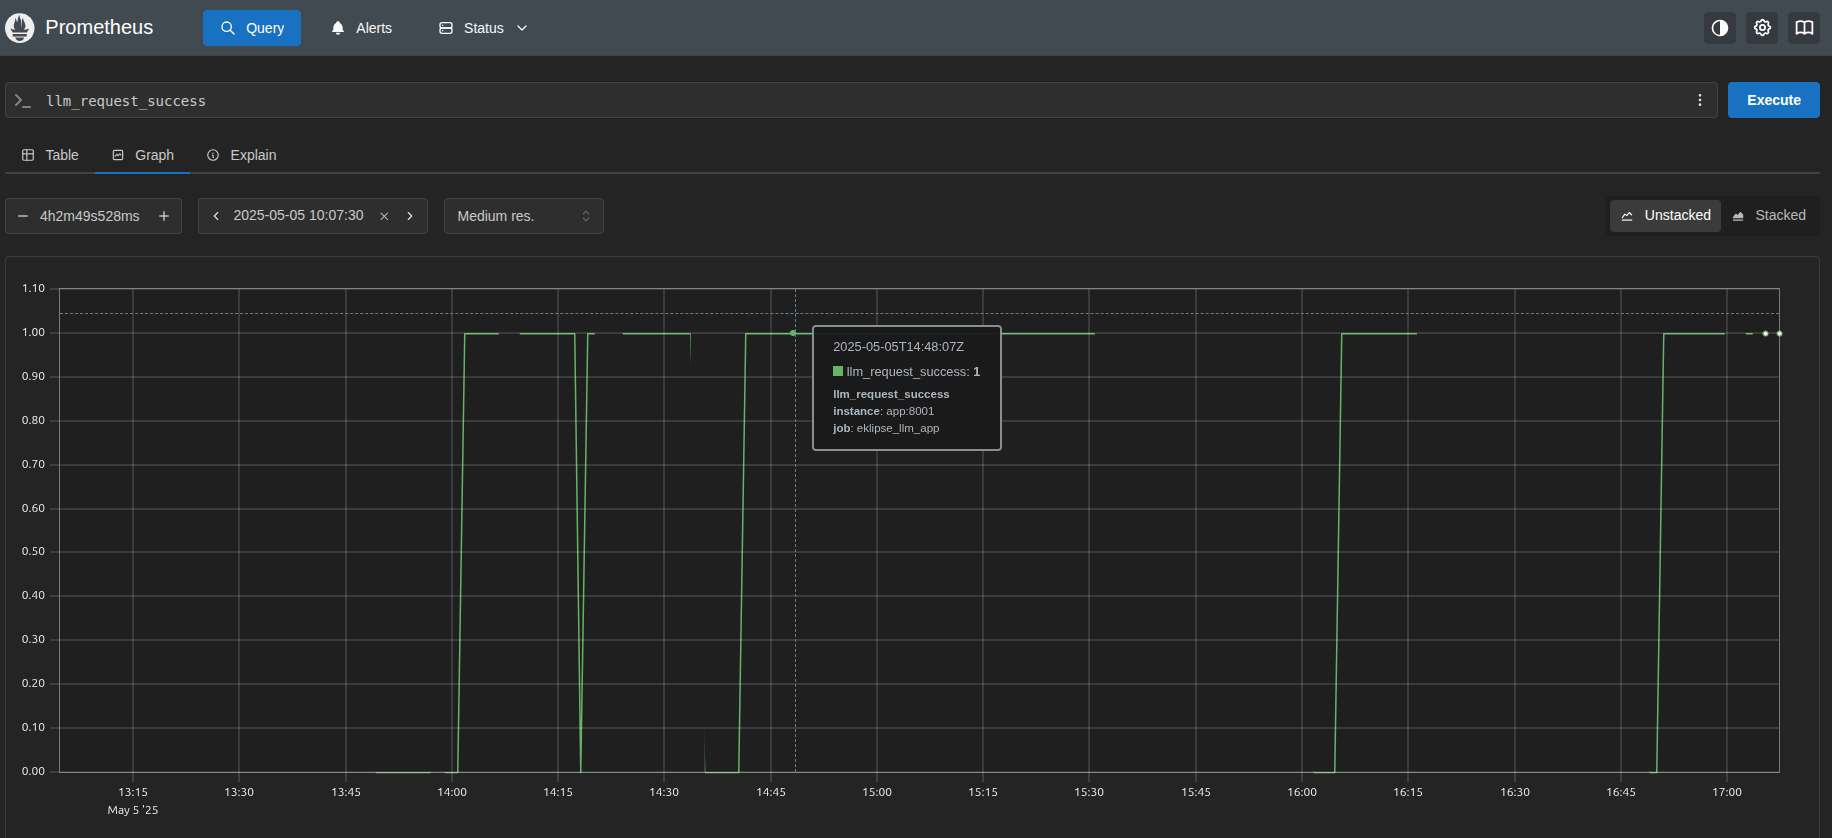 Prometheus
Query
Alerts
Status
llm_request_success
Execute
Table
Graph
Explain
4h2m49s528ms
2025-05-05 10:07:30
Medium res.
Unstacked
Stacked
1.10
1.00
0.90
0.80
0.70
0.60
0.50
0.40
0.30
0.20
0.10
0.00
2025-05-05T14:48:07Z
llm_request_success: 1
llm_request_success
instance: app:8001
job: eklipse_llm_app
13:15
13:30
13:45
14:00
14:15
14:30
14:45
15:00
15:15
15:30
15:45
16:00
16:15
16:30
16:45
17:00
May 5 '25